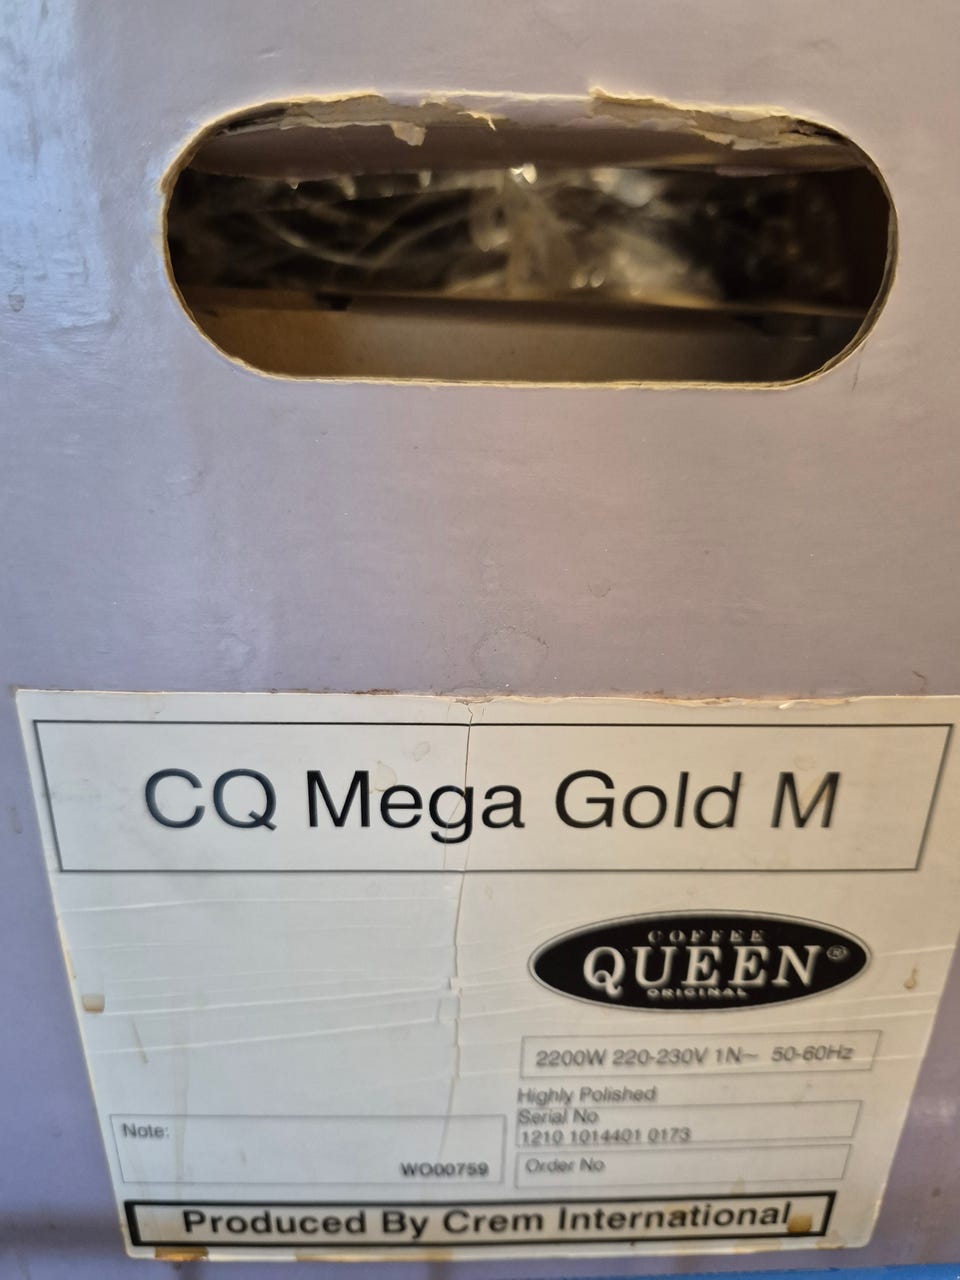 CQ Mega Gold M
COFFEE
QUEEN®
ORIGINAL
2200W 220-230V 1N~ 50-60Hz
Highly Polished
Serial No
1210 1014401 0173
Note:
WO00759
Order No
Produced By Crem International